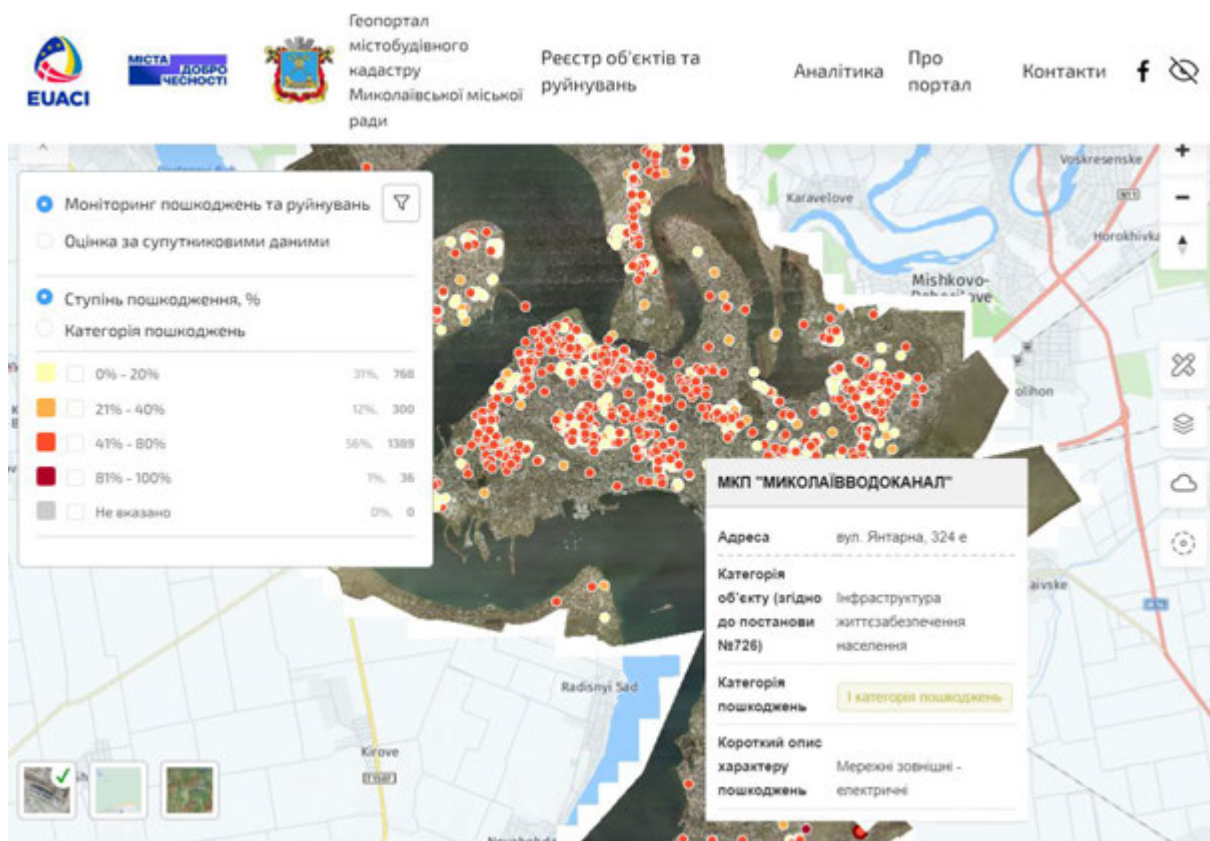 EUACI
МІСТА
ДОБРО
ЧЕСНОСТІ
Геопортал
містобудівного
кадастру
Миколаївської міської
ради
Реєстр об'єктів та
руйнувань
Аналітика
Про
портал
Контакти
f
Voskresenske
Karavelove
Horokhivka
Mishkovo-
Моніторинг пошкоджень та руйнувань
Оцінка за супутниковими даними
Ступінь пошкодження, %
Категорія пошкоджень
0% - 20% 31%, 768
21% - 40% 12%, 300
41% - 80% 56%, 1389
81% - 100% 1%, 36
Не вказано 0%, 0
olihon
МКП "МИКОЛАЇВВОДОКАНАЛ"
Адреса вул. Янтарна, 324 е
Категорія
об'єкту (згідно Інфраструктура
до постанови життєзабезпечення
№726) населення
Категорія
пошкоджень I категорія пошкоджень
Короткий опис
характеру Мережні зовнішні -
пошкоджень електричні
aivske
Radisnyi Sad
Kirove